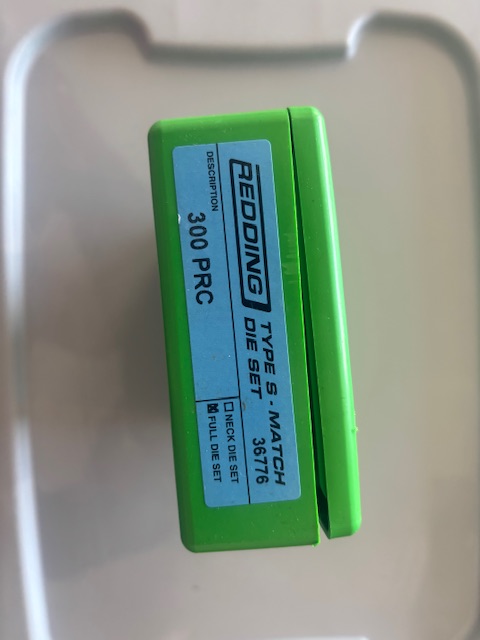 REDDING
TYPE S - MATCH
DIE SET 36776
DESCRIPTION
300 PRC
☐ NECK DIE SET
☒ FULL DIE SET